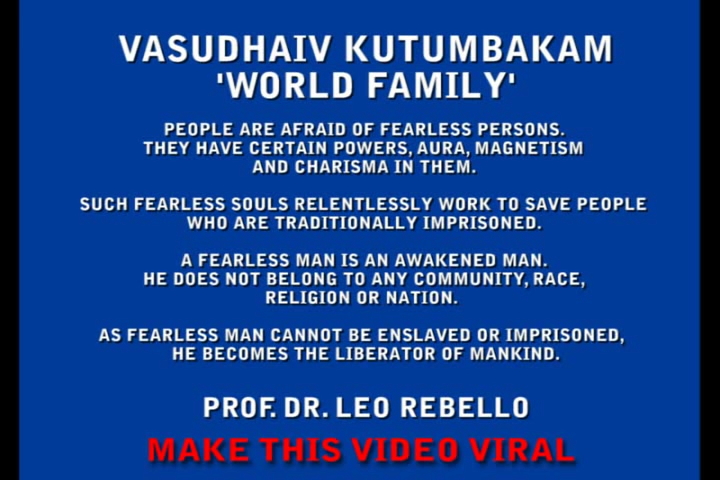 VASUDHAIV KUTUMBAKAM
'WORLD FAMILY'
PEOPLE ARE AFRAID OF FEARLESS PERSONS.
THEY HAVE CERTAIN POWERS, AURA, MAGNETISM
AND CHARISMA IN THEM.
SUCH FEARLESS SOULS RELENTLESSLY WORK TO SAVE PEOPLE
WHO ARE TRADITIONALLY IMPRISONED.
A FEARLESS MAN IS AN AWAKENED MAN.
HE DOES NOT BELONG TO ANY COMMUNITY, RACE,
RELIGION OR NATION.
AS FEARLESS MAN CANNOT BE ENSLAVED OR IMPRISONED,
HE BECOMES THE LIBERATOR OF MANKIND.
PROF. DR. LEO REBELLO
MAKE THIS VIDEO VIRAL